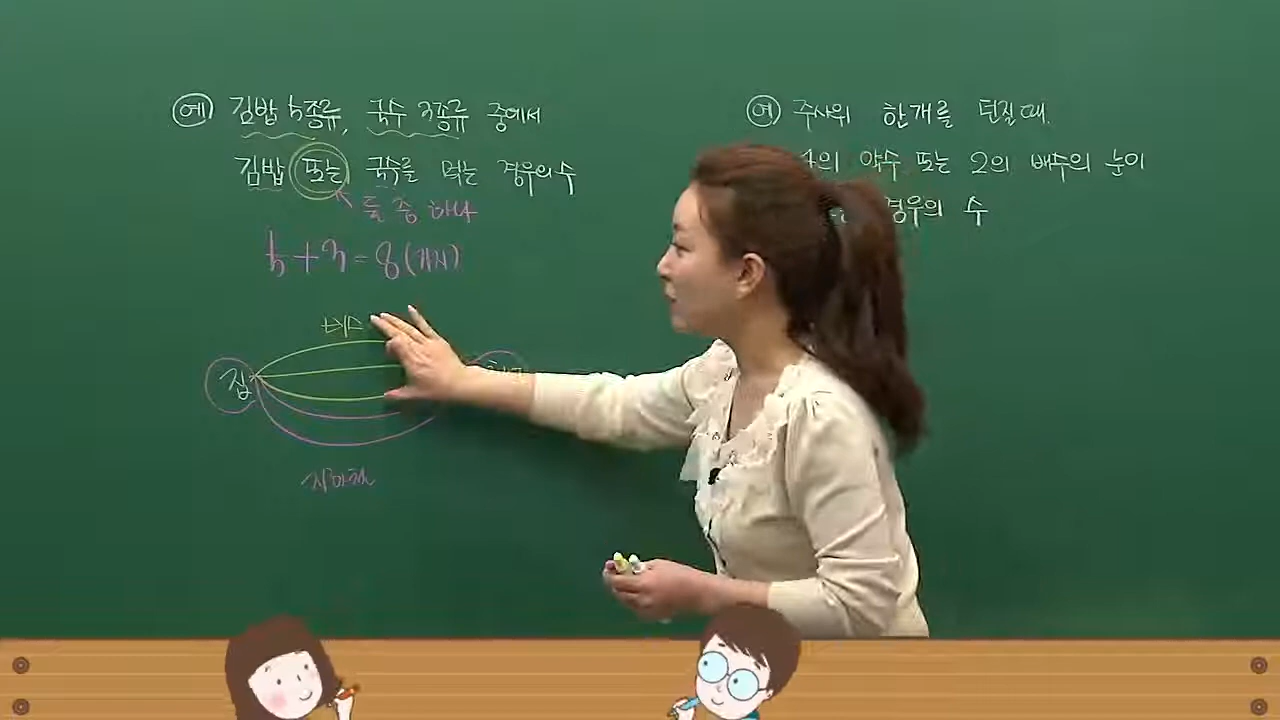 예 김밥 5종류, 국수 3종류 중에서
김밥 또는 국수를 먹는 경우의 수
둘 중 하나
5+3=8(가지)
버스
집
지하철
예 주사위 한개를 던질 때.
4의 약수 또는 2의 배수의 눈이
경우의 수